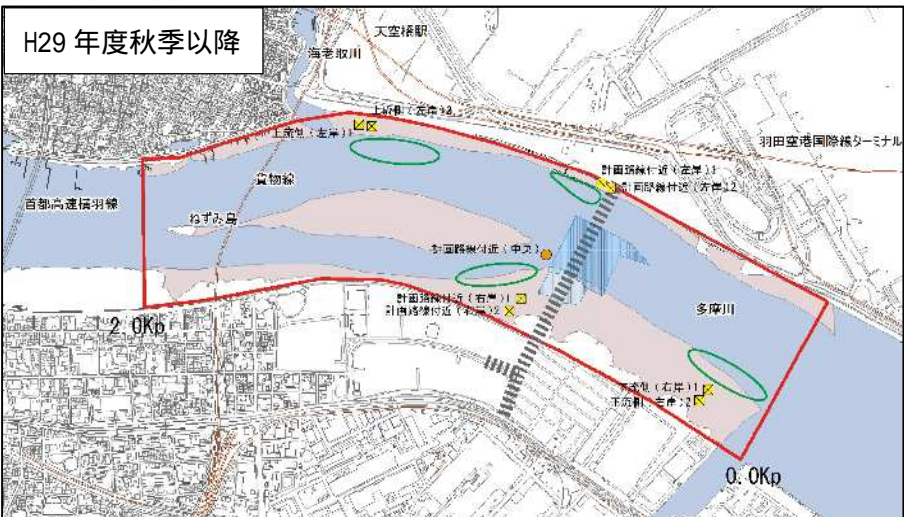 H29年度秋季以降
天空橋駅
海老取川
上流側(左岸)2
上流側(左岸)1
羽田空港国際線ターミナル
計画路線付近(左岸)1
計画路線付近(左岸)2
貨物線
首都高速横羽線
ねずみ島
計画路線付近(中央)
計画路線付近(右岸)1
計画路線付近(右岸)2
多摩川
2.0Kp
下流側(右岸)1
下流側(右岸)2
0.0Kp